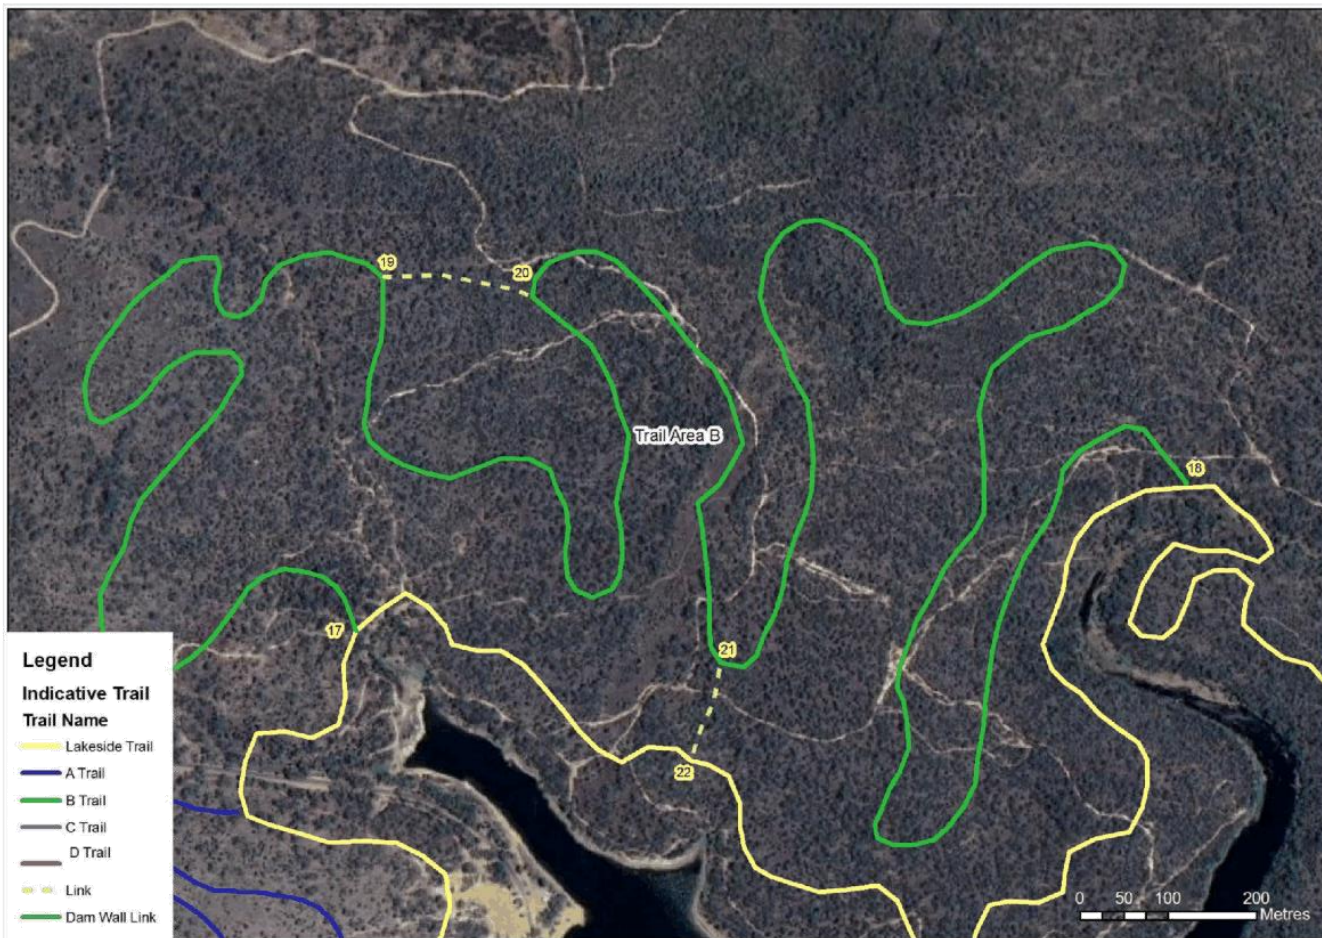 19
20
Trail Area B
18
17
21
22
Legend
Indicative Trail
Trail Name
Lakeside Trail
A Trail
B Trail
C Trail
D Trail
Link
Dam Wall Link
0 50 100 200
Metres